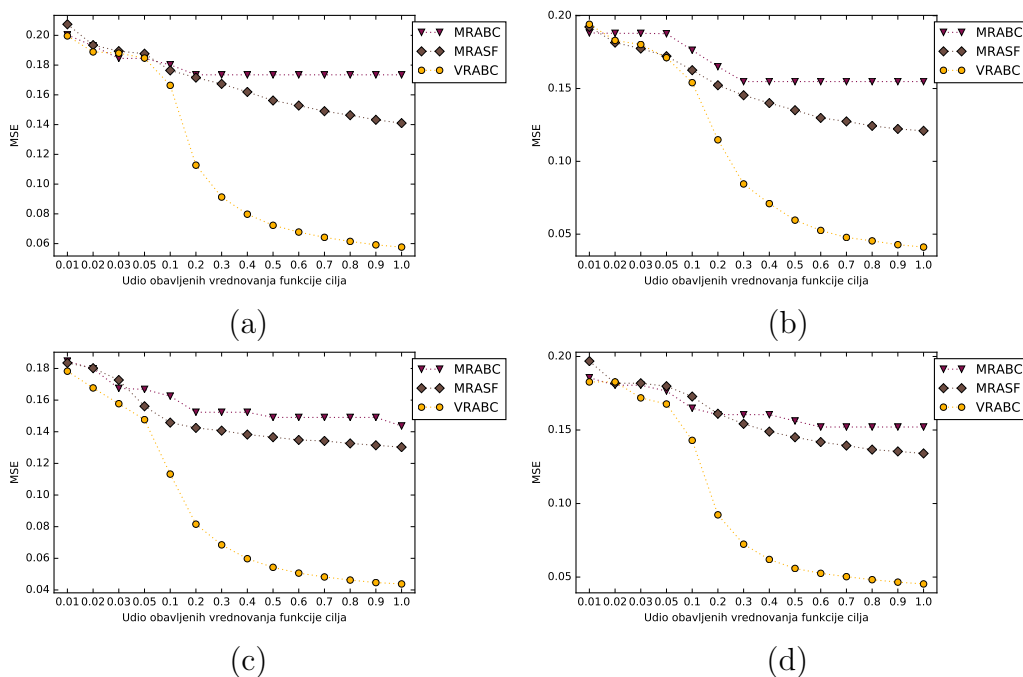 0.20
0.18
0.16
0.14
0.12
0.10
0.08
0.06
MSE
0.01 0.02 0.03 0.05 0.1 0.2 0.3 0.4 0.5 0.6 0.7 0.8 0.9 1.0
Udio obavljenih vrednovanja funkcije cilja
MRABC
MRASF
VRABC
(a)
0.20
0.15
0.10
0.05
MSE
0.01 0.02 0.03 0.05 0.1 0.2 0.3 0.4 0.5 0.6 0.7 0.8 0.9 1.0
Udio obavljenih vrednovanja funkcije cilja
MRABC
MRASF
VRABC
(b)
0.18
0.16
0.14
0.12
0.10
0.08
0.06
0.04
MSE
0.01 0.02 0.03 0.05 0.1 0.2 0.3 0.4 0.5 0.6 0.7 0.8 0.9 1.0
Udio obavljenih vrednovanja funkcije cilja
MRABC
MRASF
VRABC
(c)
0.20
0.15
0.10
0.05
MSE
0.01 0.02 0.03 0.05 0.1 0.2 0.3 0.4 0.5 0.6 0.7 0.8 0.9 1.0
Udio obavljenih vrednovanja funkcije cilja
MRABC
MRASF
VRABC
(d)